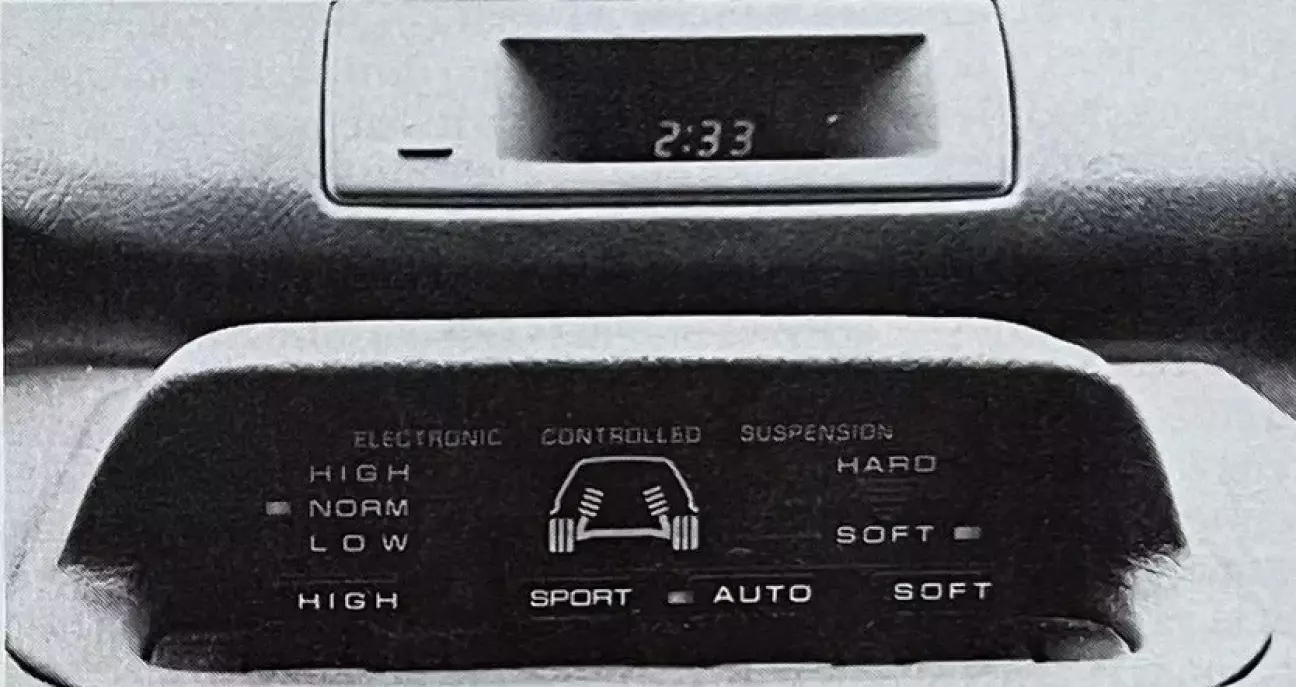 2:33
ELECTRONIC CONTROLLED SUSPENSION
HIGH HARD
NORM
LOW SOFT
HIGH SPORT AUTO SOFT